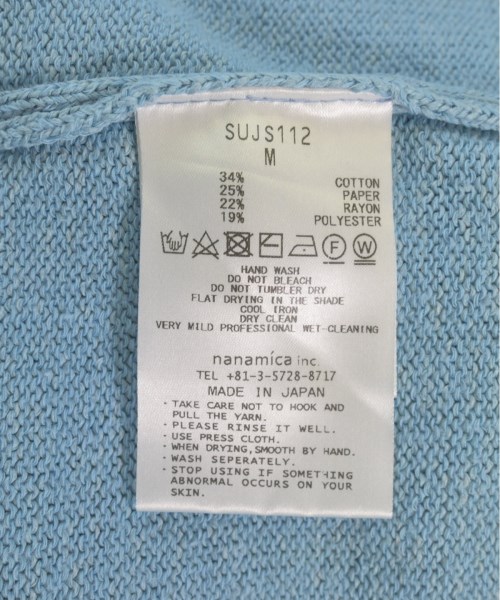 SUJS112
M
34% COTTON
25% PAPER
22% RAYON
19% POLYESTER
F W
HAND WASH
DO NOT BLEACH
DO NOT TUMBLER DRY
FLAT DRYING IN THE SHADE
COOL IRON
DRY CLEAN
VERY MILD PROFESSIONAL WET-CLEANING
nanamica inc.
TEL +81-3-5728-8717
MADE IN JAPAN
・TAKE CARE NOT TO HOOK AND
PULL THE YARN.
・PLEASE RINSE IT WELL.
・USE PRESS CLOTH.
・WHEN DRYING,SMOOTH BY HAND.
・WASH SEPERATELY.
・STOP USING IF SOMETHING
ABNORMAL OCCURS ON YOUR
SKIN.